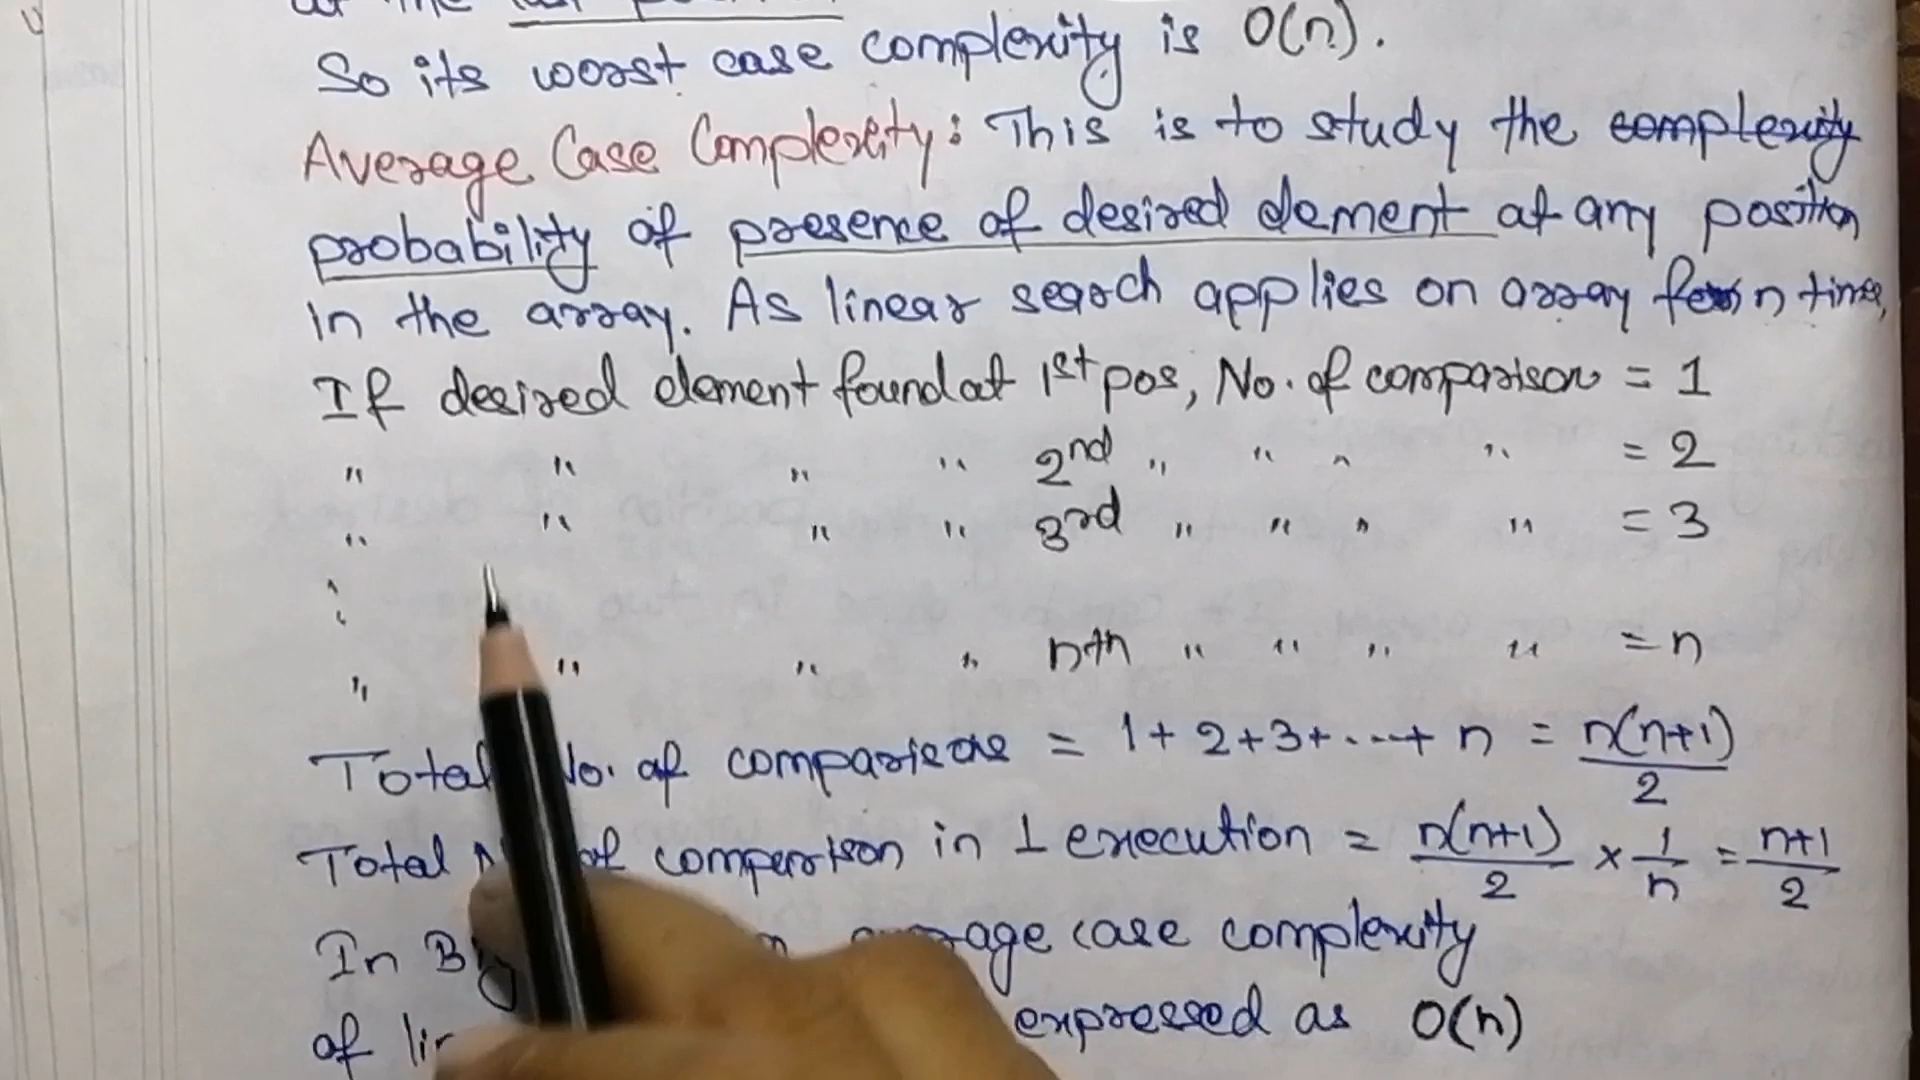 So its worst case complexity is O(n).
Average Case Complexity: This is to study the complexity
probability of presence of desired element at any position
in the array. As linear search applies on array for n times,
If desired element found at 1st pos, No. of comparison = 1
" " " " 2nd " " " " = 2
" " " " 3rd " " " " = 3
:
" " " " nth " " " " = n
Total No. of comparisons = 1+2+3+---+ n = n(n+1)/2
Total of comparison in 1 execution = n(n+1)/2 × 1/n = n+1/2
In Big average case complexity
of expressed as O(n)